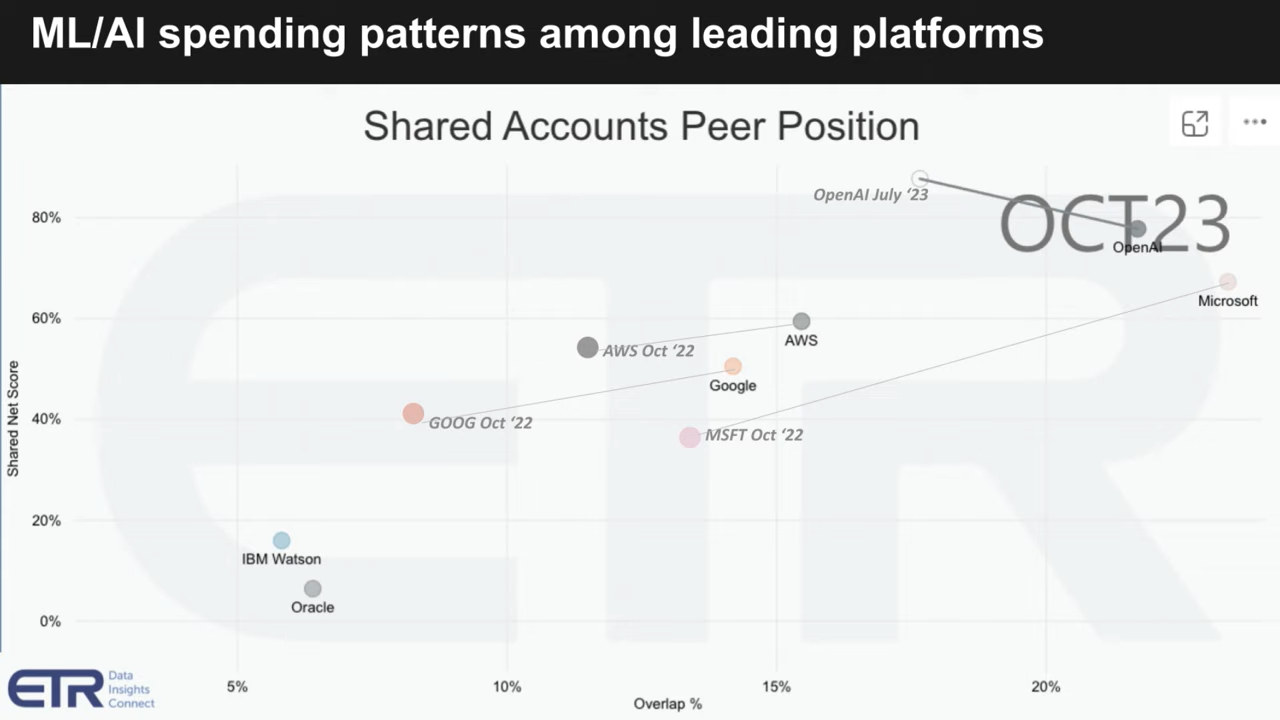 ML/AI spending patterns among leading platforms
Shared Accounts Peer Position
OpenAI July ‘23
OCT23
80%
OpenAI
Microsoft
60%
AWS Oct ‘22
AWS
Google
Shared Net Score
40%
GOOG Oct ‘22
MSFT Oct ‘22
20%
IBM Watson
Oracle
0%
ETR
ETR Data
Insights
Connect
5%
10%
15%
20%
Overlap %